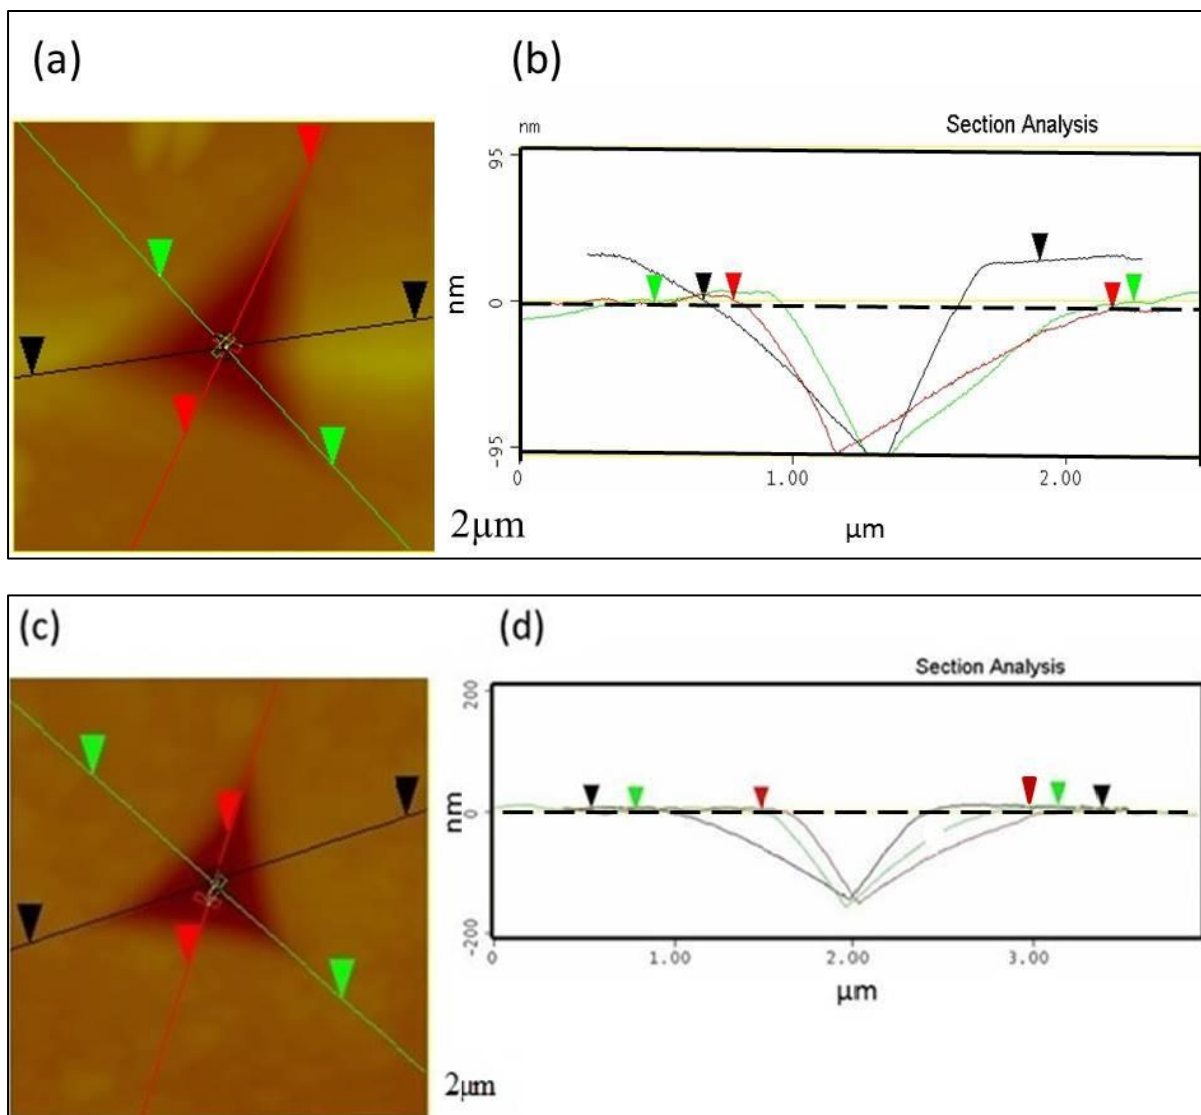 (a)
(b)
nm
Section Analysis
95
0
-95
nm
0
1.00
2.00
µm
2µm
(c)
(d)
Section Analysis
200
0
-200
nm
0
1.00
2.00
3.00
µm
2µm